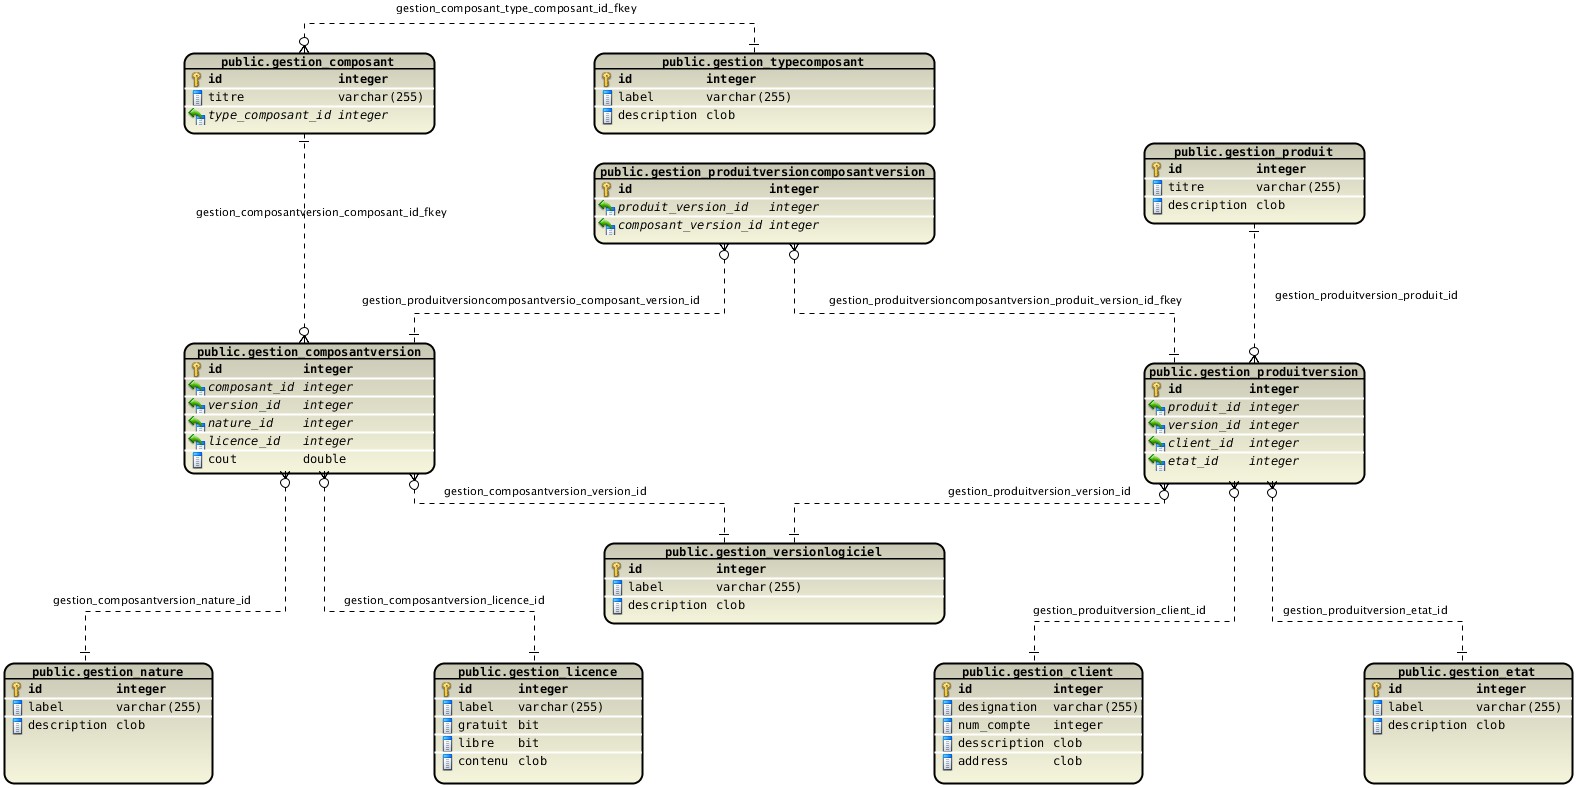 gestion_composant_type_composant_id_fkey
public.gestion_composant
id integer
titre varchar(255)
type_composant_id integer
public.gestion_typecomposant
id integer
label varchar(255)
description clob
public.gestion_produitversioncomposantversion
id integer
produit_version_id integer
composant_version_id integer
public.gestion_produit
id integer
titre varchar(255)
description clob
gestion_composantversion_composant_id_fkey
gestion_produitversioncomposantversio_composant_version_id
gestion_produitversioncomposantversion_produit_version_id_fkey
gestion_produitversion_produit_id
public.gestion_composantversion
id integer
composant_id integer
version_id integer
nature_id integer
licence_id integer
cout double
public.gestion_produitversion
id integer
produit_id integer
version_id integer
client_id integer
etat_id integer
gestion_composantversion_version_id
gestion_produitversion_version_id
public.gestion_versionlogiciel
id integer
label varchar(255)
description clob
gestion_composantversion_nature_id
gestion_composantversion_licence_id
gestion_produitversion_client_id
gestion_produitversion_etat_id
public.gestion_nature
id integer
label varchar(255)
description clob
public.gestion_licence
id integer
label varchar(255)
gratuit bit
libre bit
contenu clob
public.gestion_client
id integer
designation varchar(255)
num_compte integer
desscription clob
address clob
public.gestion_etat
id integer
label varchar(255)
description clob